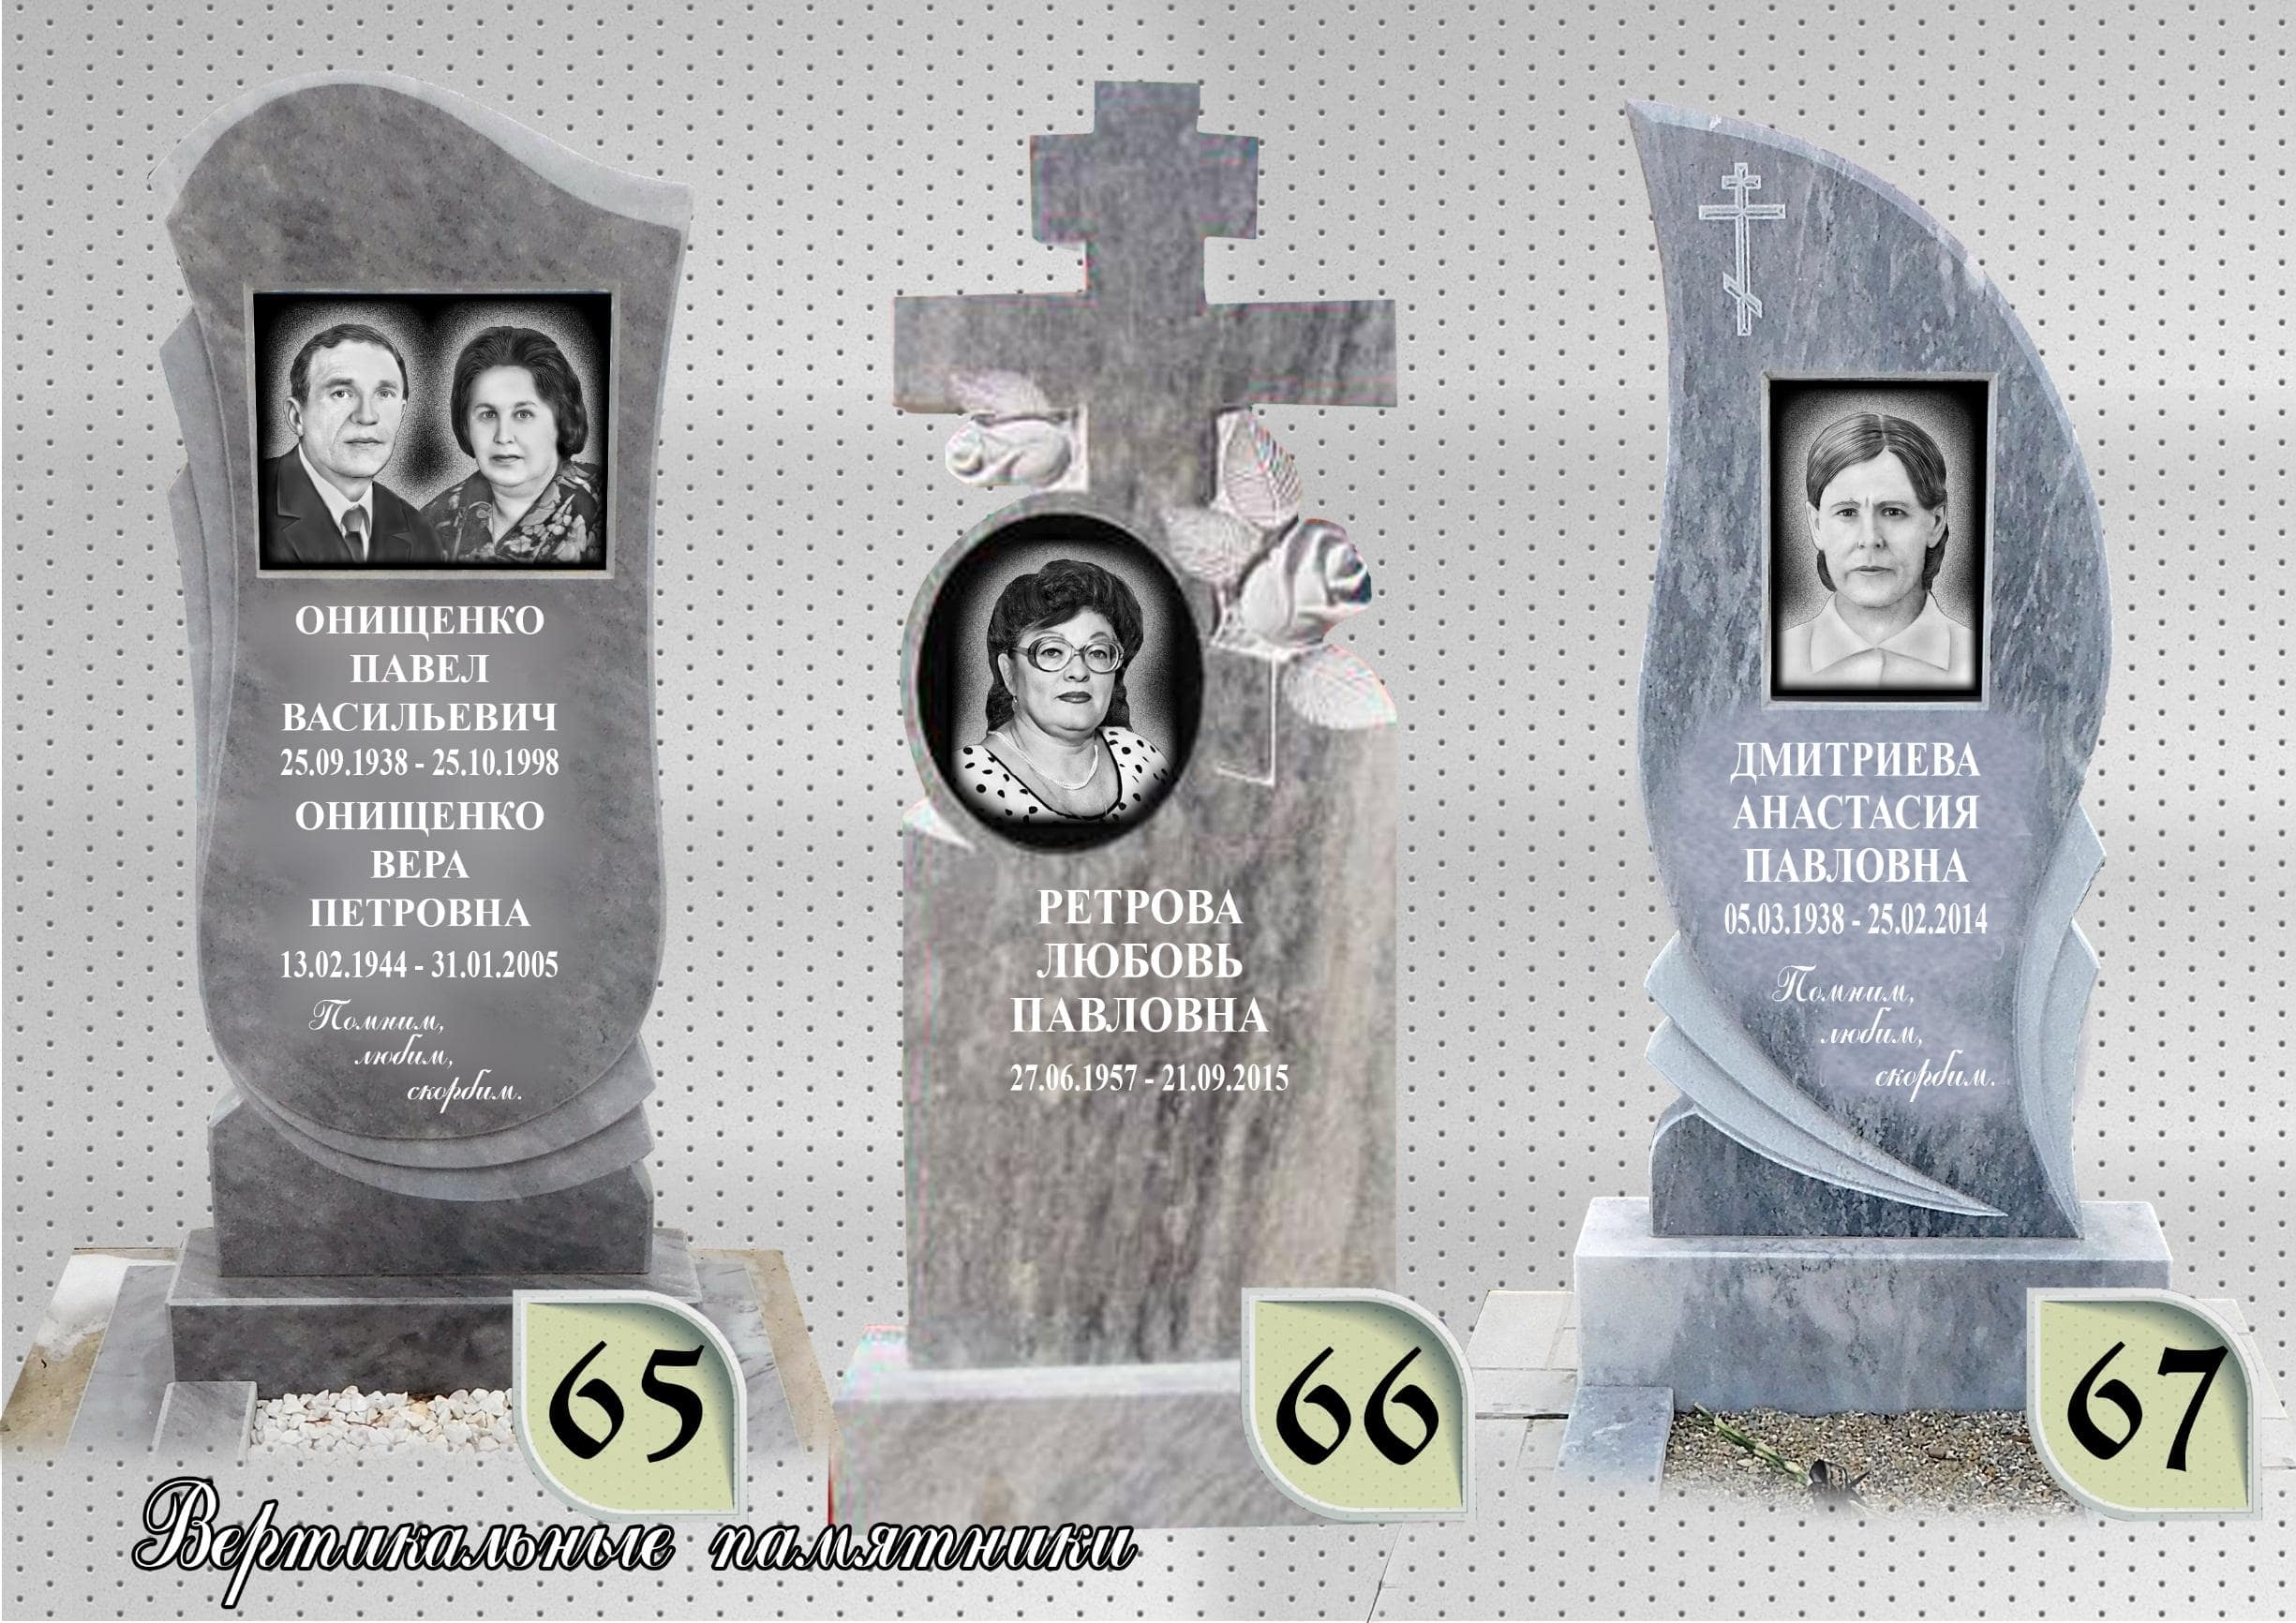 ОНИЩЕНКО
ПАВЕЛ
ВАСИЛЬЕВИЧ
25.09.1938 - 25.10.1998
ОНИЩЕНКО
ВЕРА
ПЕТРОВНА
13.02.1944 - 31.01.2005
Помним,
любим,
скорбим.
65
РЕТРОВА
ЛЮБОВЬ
ПАВЛОВНА
27.06.1957 - 21.09.2015
66
ДМИТРИЕВА
АНАСТАСИЯ
ПАВЛОВНА
05.03.1938 - 25.02.2014
Помним,
любим,
скорбим.
67
Вертикальные памятники